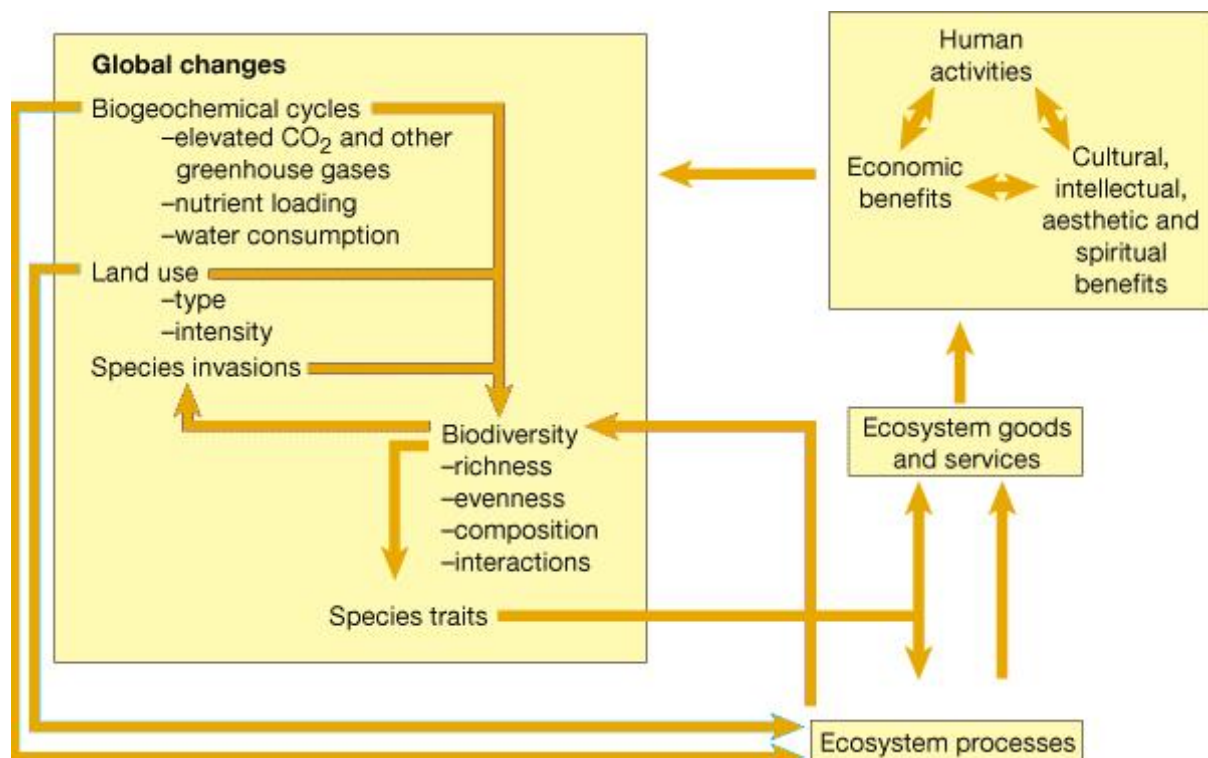 Global changes
Biogeochemical cycles
–elevated CO₂ and other
greenhouse gases
–nutrient loading
–water consumption
Land use
–type
–intensity
Species invasions
Biodiversity
–richness
–evenness
–composition
–interactions
Species traits
Human
activities
Economic
benefits
Cultural,
intellectual,
aesthetic and
spiritual
benefits
Ecosystem goods
and services
Ecosystem processes